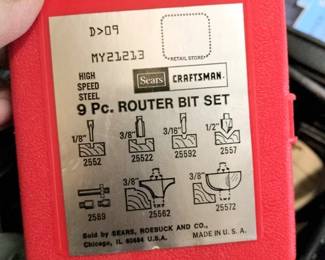 D>09
MY21213
RETAIL STORE
HIGH
SPEED
STEEL
Sears CRAFTSMAN.
9 Pc. ROUTER BIT SET
1/8" 3/8" 3/16" 1/2"
2552 25522 25592 2557
3/8" 3/8"
2589 25562 25572
Sold by SEARS, ROEBUCK AND CO.,
Chicago, IL 60684 U.S.A. MADE IN U.S.A.